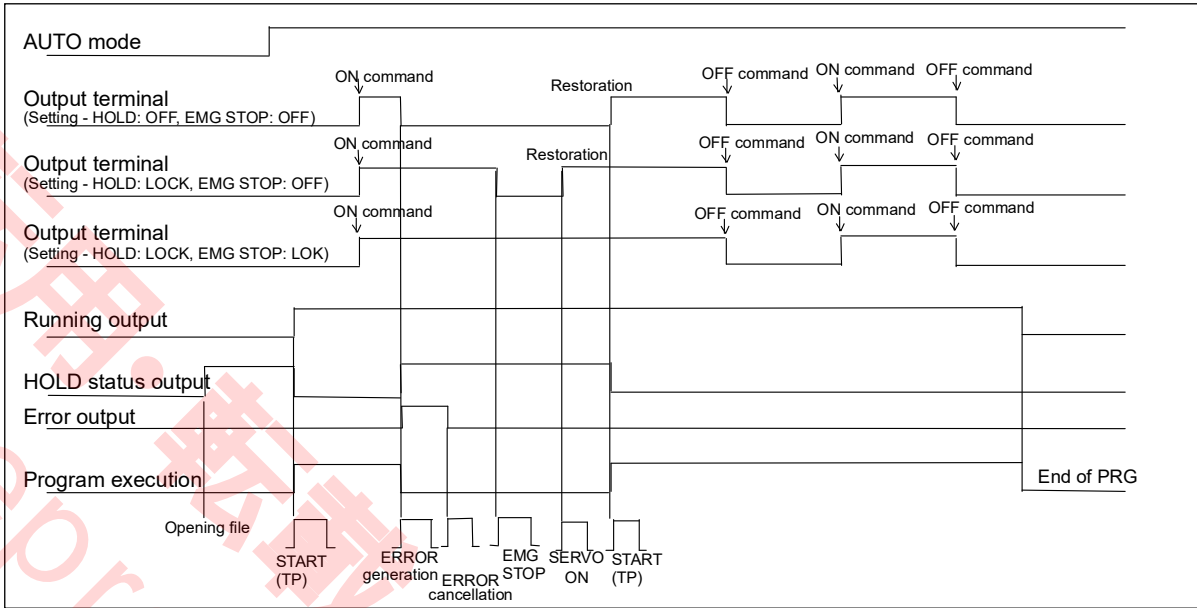 AUTO mode
ON command
Restoration
OFF command
ON command
OFF command
Output terminal
(Setting - HOLD: OFF, EMG STOP: OFF)
ON command
Restoration
OFF command
ON command
OFF command
Output terminal
(Setting - HOLD: LOCK, EMG STOP: OFF)
ON command
OFF command
ON command
OFF command
Output terminal
(Setting - HOLD: LOCK, EMG STOP: LOK)
Running output
HOLD status output
Error output
Program execution
End of PRG
Opening file
START
(TP)
ERROR
generation
ERROR
cancellation
EMG
STOP
SERVO
ON
START
(TP)
用・転載
epr